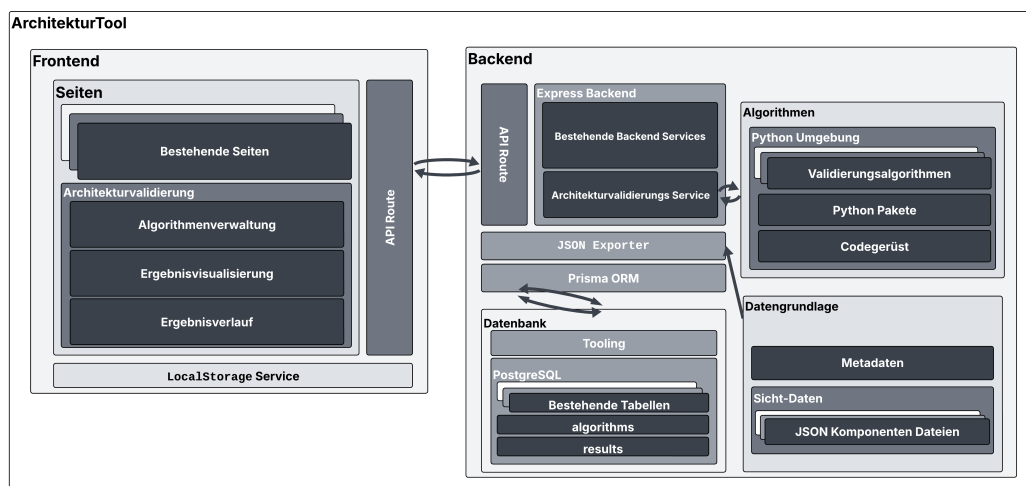 ArchitekturTool
Frontend
Seiten
Bestehende Seiten
Architekturvalidierung
Algorithmenverwaltung
Ergebnisvisualisierung
Ergebnisverlauf
API Route
LocalStorage Service
Backend
API Route
Express Backend
Bestehende Backend Services
Architekturvalidierungs Service
JSON Exporter
Prisma ORM
Datenbank
Tooling
PostgreSQL
Bestehende Tabellen
algorithms
results
Algorithmen
Python Umgebung
Validierungsalgorithmen
Python Pakete
Codegerüst
Datengrundlage
Metadaten
Sicht-Daten
JSON Komponenten Dateien